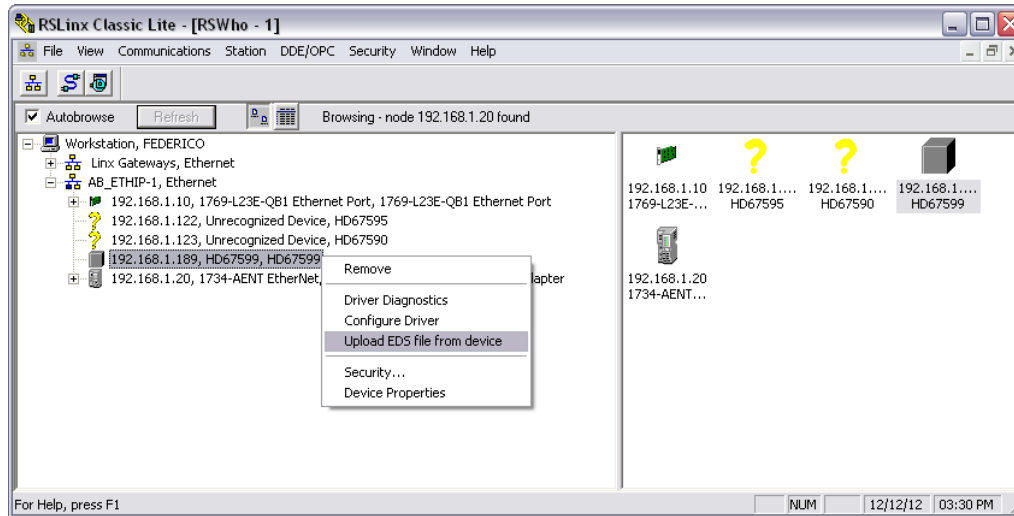 RSLinx Classic Lite - [RSWho - 1]
File View Communications Station DDE/OPC Security Window Help
Autobrowse Refresh Browsing - node 192.168.1.20 found
Workstation, FEDERICO
Linx Gateways, Ethernet
AB_ETHIP-1, Ethernet
192.168.1.10, 1769-L23E-QB1 Ethernet Port, 1769-L23E-QB1 Ethernet Port
192.168.1.122, Unrecognized Device, HD67595
192.168.1.123, Unrecognized Device, HD67590
192.168.1.189, HD67599, HD67599
192.168.1.20, 1734-AENT EtherNet,
Remove
Driver Diagnostics
Configure Driver
Upload EDS file from device
Security...
Device Properties
192.168.1.10 192.168.1.... 192.168.1.... 192.168.1....
1769-L23E-... HD67595 HD67590 HD67599
192.168.1.20
1734-AENT...
For Help, press F1 NUM 12/12/12 03:30 PM